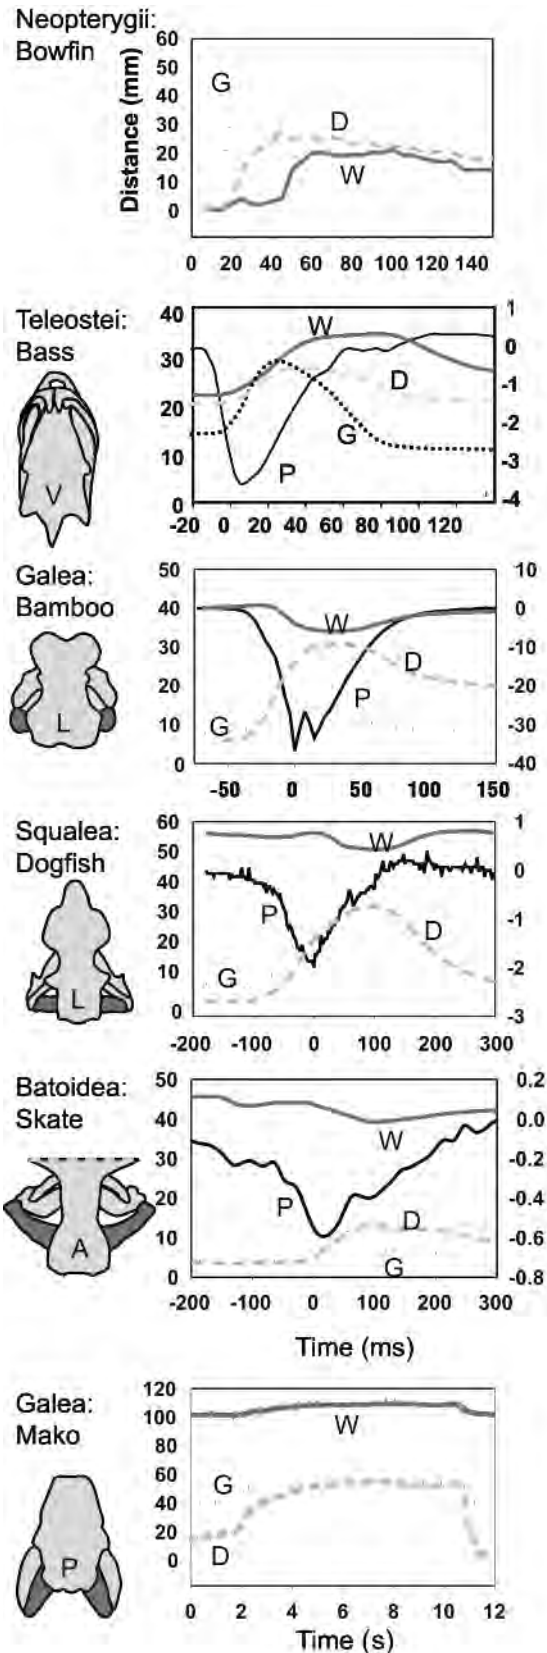 Neopterygii:
Bowfin
Distance (mm)
60
50
40
30
20
10
0
G
D
W
0 20 40 60 80 100 120 140
Teleostei:
Bass
V
40
30
20
10
0
W
D
G
P
1
0
-1
-2
-3
-4
-20 0 20 40 60 80 100 120
Galea:
Bamboo
L
50
40
30
20
10
0
W
D
P
G
10
0
-10
-20
-30
-40
-50 0 50 100 150
Squalea:
Dogfish
L
60
50
40
30
20
10
0
W
P
D
G
1
0
-1
-2
-3
-200 -100 0 100 200 300
Batoidea:
Skate
A
50
40
30
20
10
0
W
P
D
G
0.2
0.0
-0.2
-0.4
-0.6
-0.8
-200 -100 0 100 200 300
Time (ms)
Galea:
Mako
P
120
100
80
60
40
20
0
W
G
D
0 2 4 6 8 10 12
Time (s)